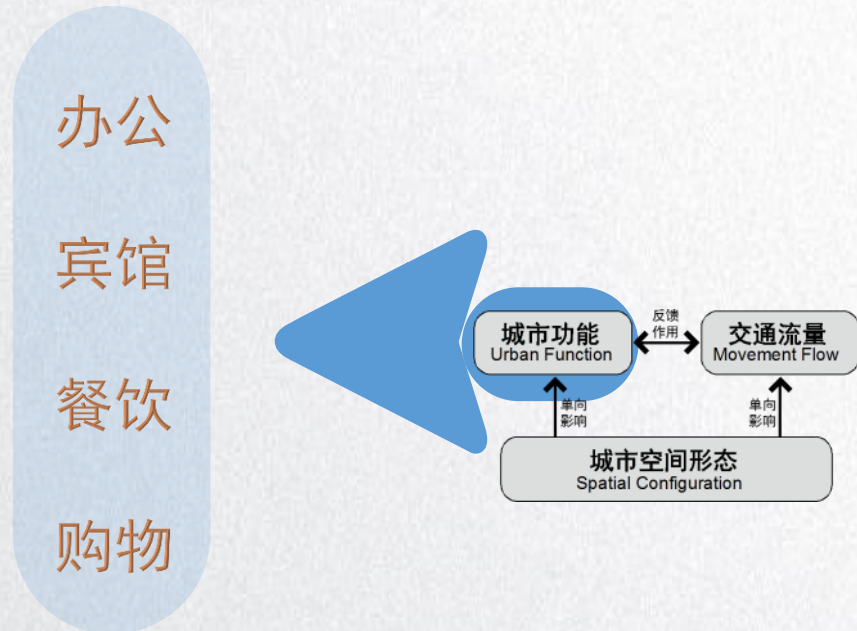 办公
宾馆
餐饮
购物
城市功能
Urban Function
反馈
作用
交通流量
Movement Flow
单向
影响
单向
影响
城市空间形态
Spatial Configuration